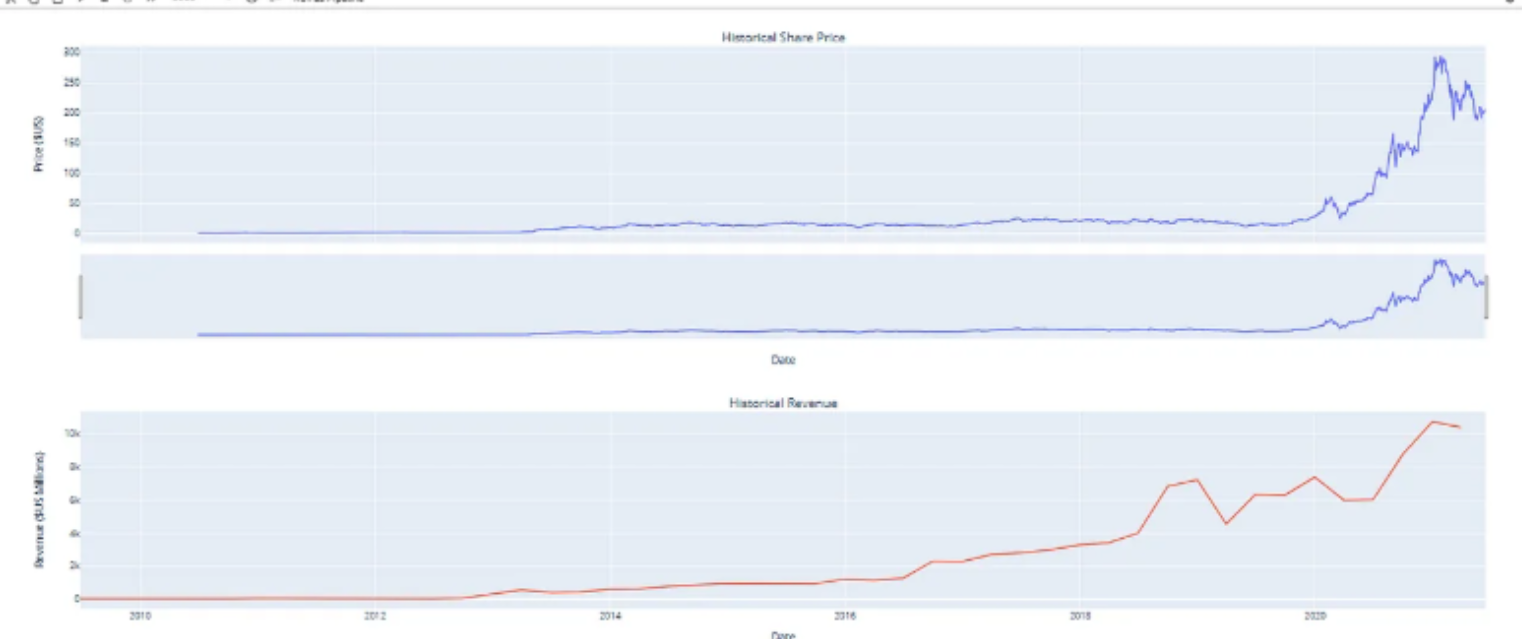 Historical Share Price
Price ($US)
300
250
200
150
100
50
0
Date
Historical Revenue
Revenue ($US Millions)
10k
8k
6k
4k
2k
0
2010 2012 2014 2016 2018 2020
Date